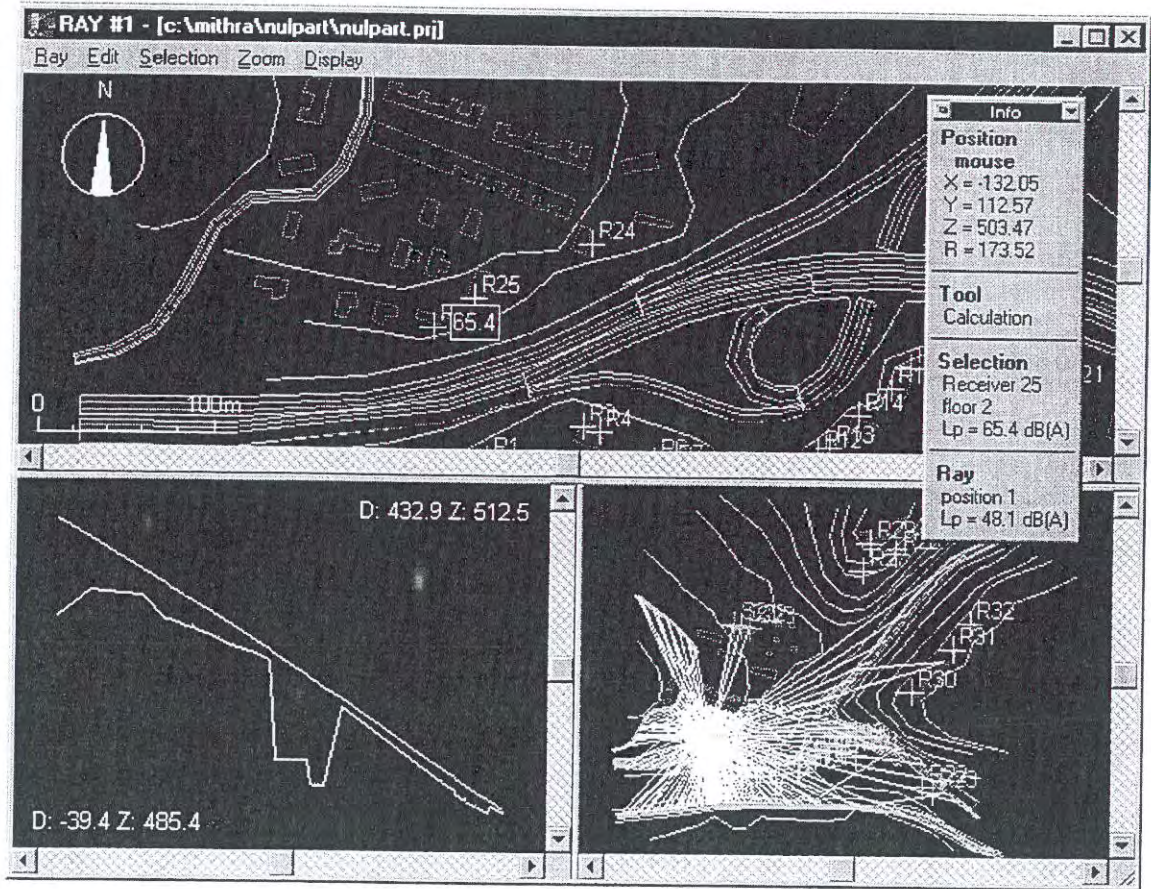 RAY #1 - [c:\mithra\nulpart\nulpart.prj]
Ray Edit Selection Zoom Display
N
R24
R25
65.4
0 100m
R4
R1
R14
R13
21
Info
Position
mouse
X = -132.05
Y = 112.57
Z = 503.47
R = 173.52
Tool
Calculation
Selection
Receiver 25
floor 2
Lp = 65.4 dB(A)
Ray
position 1
Lp = 48.1 dB(A)
D: 432.9 Z: 512.5
D: -39.4 Z: 485.4
R32
R31
R30